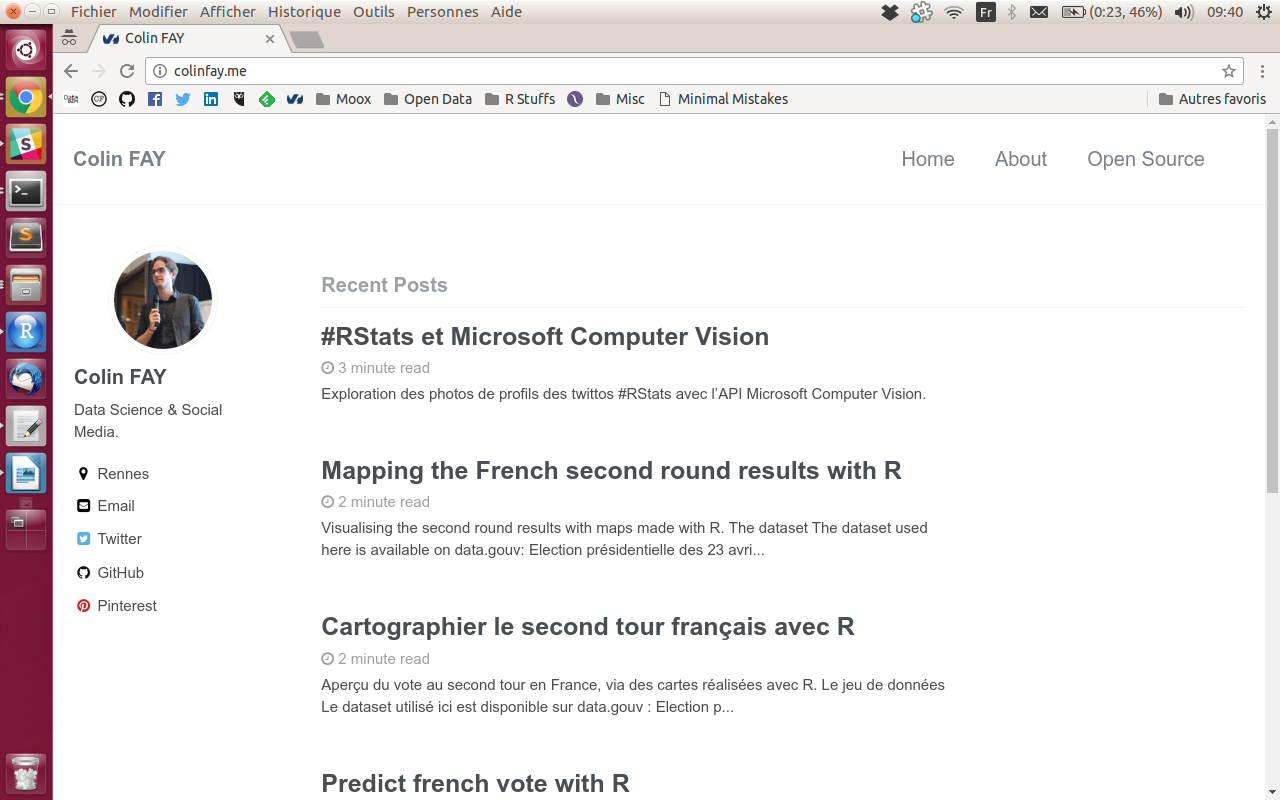 Fichier Modifier Afficher Historique Outils Personnes Aide
Fr (0:23, 46%) 09:40
Colin FAY
colinfay.me
Moox Open Data R Stuffs Misc Minimal Mistakes Autres favoris
Colin FAY
Home About Open Source
Colin FAY
Data Science & Social
Media.
Rennes
Email
Twitter
GitHub
Pinterest
Recent Posts
#RStats et Microsoft Computer Vision
3 minute read
Exploration des photos de profils des twittos #RStats avec l’API Microsoft Computer Vision.
Mapping the French second round results with R
2 minute read
Visualising the second round results with maps made with R. The dataset The dataset used
here is available on data.gouv: Election présidentielle des 23 avri...
Cartographier le second tour français avec R
2 minute read
Aperçu du vote au second tour en France, via des cartes réalisées avec R. Le jeu de données
Le dataset utilisé ici est disponible sur data.gouv : Election p...
Predict french vote with R